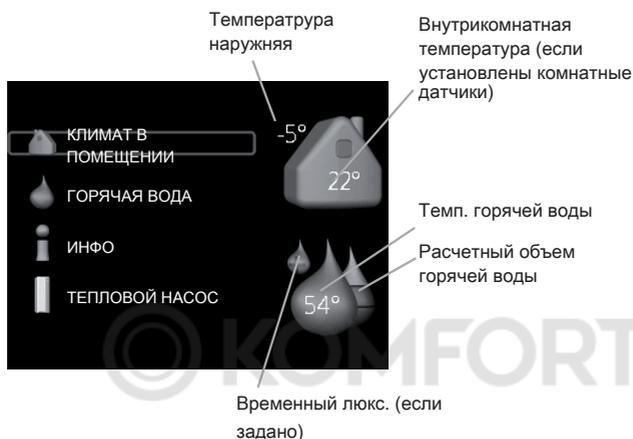 Температрура
наружняя
Внутрикомнатная
температура (если
установлены комнатные
датчики)
-5°
КЛИМАТ В
ПОМЕЩЕНИИ
22°
ГОРЯЧАЯ ВОДА
Темп. горячей воды
ИНФО
Расчетный объем
горячей воды
ТЕПЛОВОЙ НАСОС
54°
KOMFORT
Временный люкс. (если
задано)